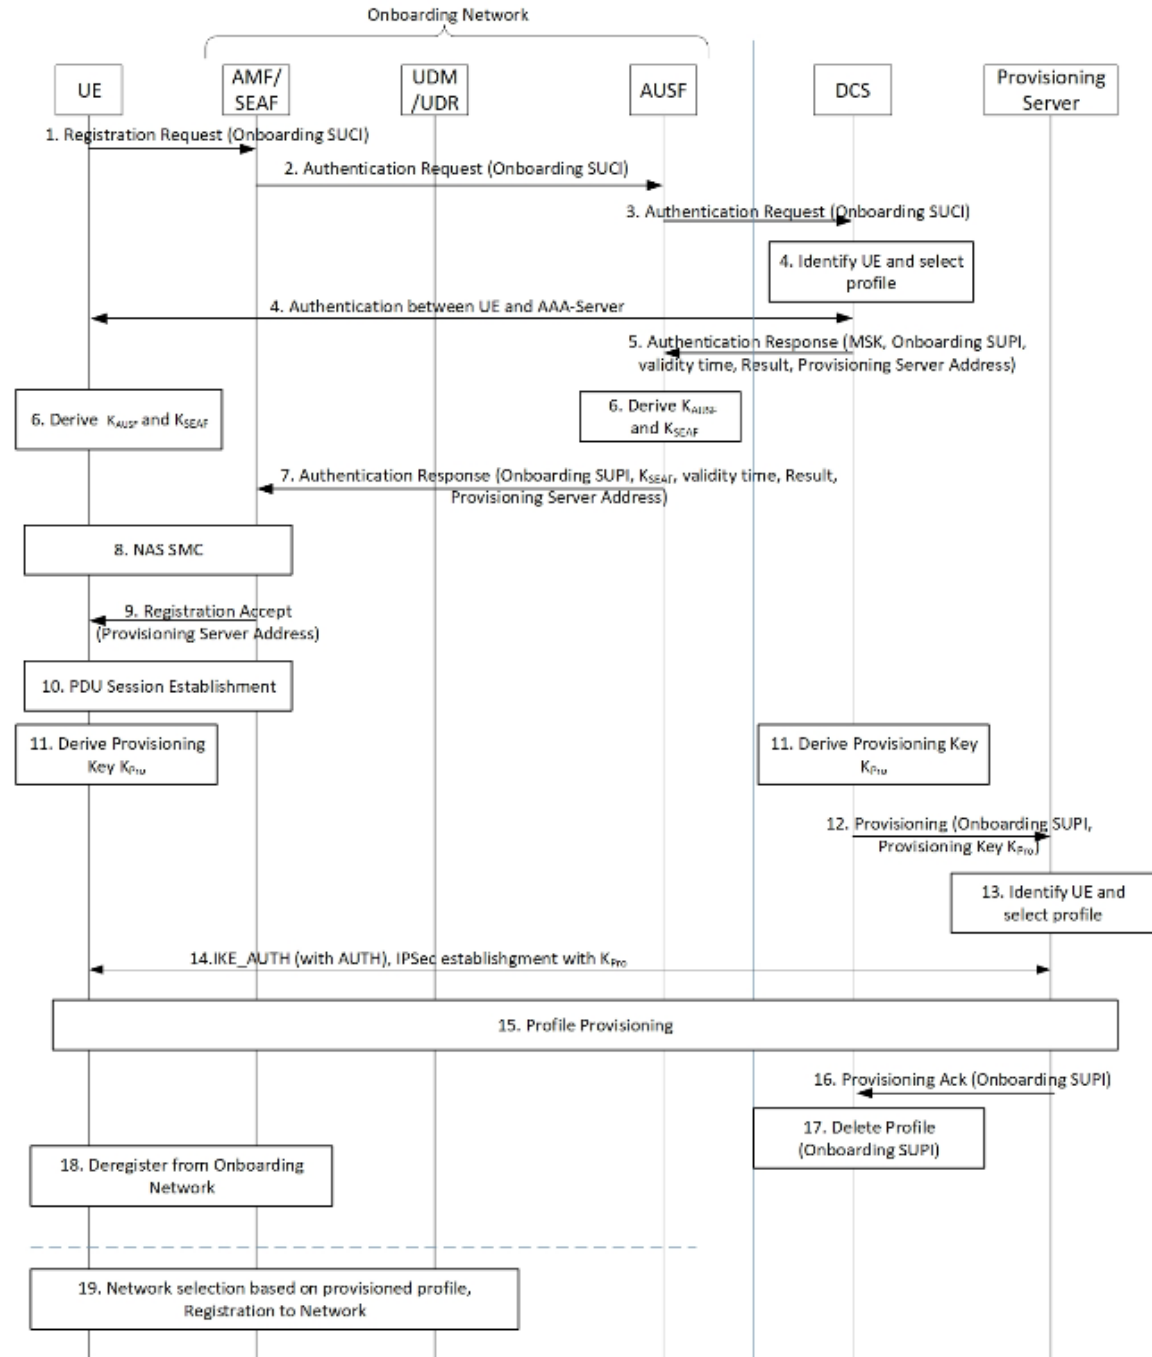 Onboarding Network
UE
AMF/
SEAF
UDM
/UDR
AUSF
DCS
Provisioning
Server
1. Registration Request (Onboarding SUCI)
2. Authentication Request (Onboarding SUCI)
3. Authentication Request (Onboarding SUCI)
4. Identify UE and select
profile
4. Authentication between UE and AAA-Server
5. Authentication Response (MSK, Onboarding SUPI,
validity time, Result, Provisioning Server Address)
6. Derive KAUSF and KSEAF
6. Derive KAUSF
and KSEAF
7. Authentication Response (Onboarding SUPI, KSEAF, validity time, Result,
Provisioning Server Address)
8. NAS SMC
9. Registration Accept
(Provisioning Server Address)
10. PDU Session Establishment
11. Derive Provisioning
Key KPro
11. Derive Provisioning Key
KPro
12. Provisioning (Onboarding SUPI,
Provisioning Key KPro)
13. Identify UE and
select profile
14.IKE_AUTH (with AUTH), IPSec establishgment with KPro
15. Profile Provisioning
16. Provisioning Ack (Onboarding SUPI)
17. Delete Profile
(Onboarding SUPI)
18. Deregister from Onboarding
Network
19. Network selection based on provisioned profile,
Registration to Network